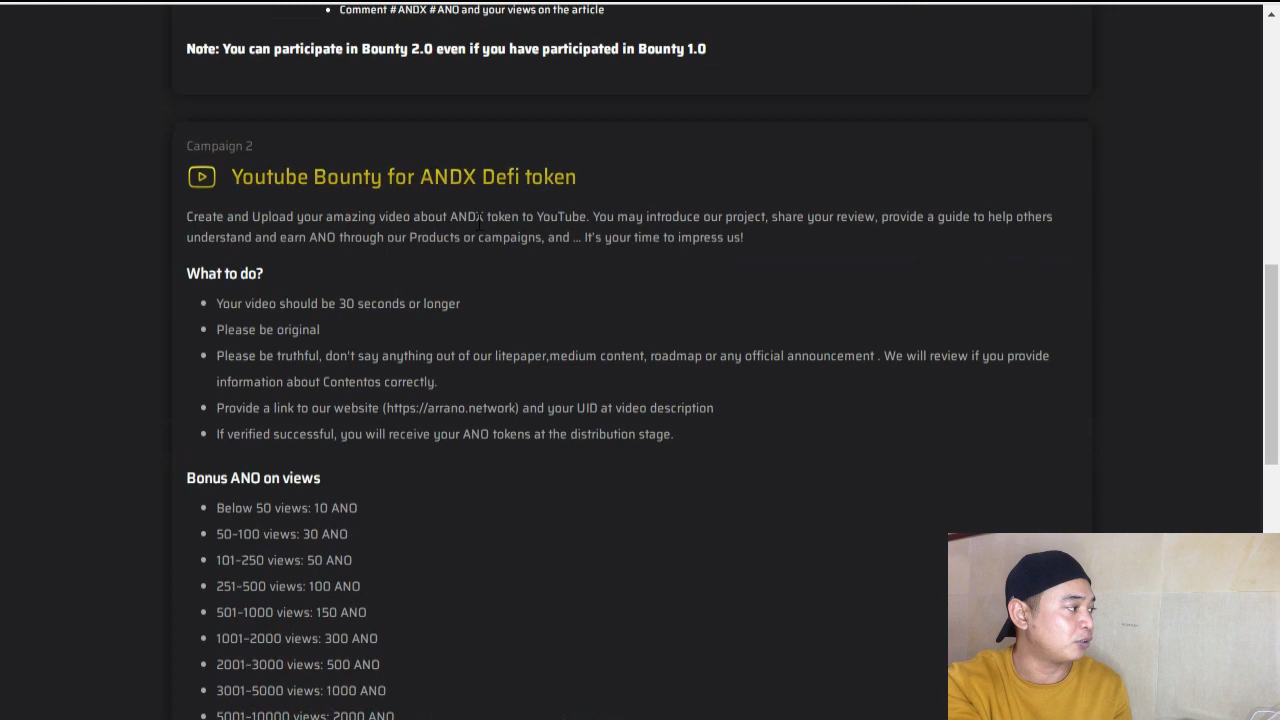 Comment #ANDX #ANO and your views on the article
Note: You can participate in Bounty 2.0 even if you have participated in Bounty 1.0
Campaign 2
Youtube Bounty for ANDX Defi token
Create and Upload your amazing video about ANDX token to YouTube. You may introduce our project, share your review, provide a guide to help others
understand and earn ANO through our Products or campaigns, and ... It's your time to impress us!
What to do?
Your video should be 30 seconds or longer
Please be original
Please be truthful, don't say anything out of our litepaper,medium content, roadmap or any official announcement . We will review if you provide
information about Contentos correctly.
Provide a link to our website (https://arrano.network) and your UID at video description
If verified successful, you will receive your ANO tokens at the distribution stage.
Bonus ANO on views
Below 50 views: 10 ANO
50-100 views: 30 ANO
101-250 views: 50 ANO
251-500 views: 100 ANO
501-1000 views: 150 ANO
1001-2000 views: 300 ANO
2001-3000 views: 500 ANO
3001-5000 views: 1000 ANO
5001-10000 views: 2000 ANO